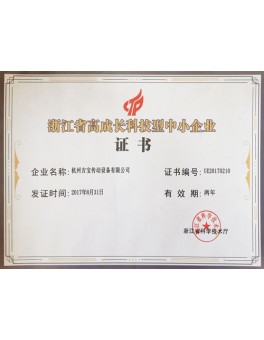 浙江省高成长科技型中小企业
证书
企业名称：杭州吉宝传动设备有限公司 证书编号：CG20170210
发证时间：2017年8月31日 有效期：两年
浙江省科学技术厅